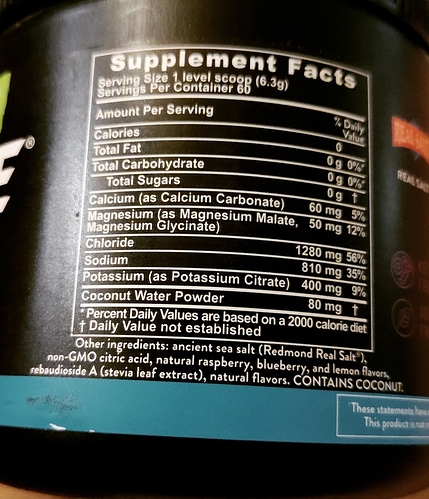 Supplement Facts
Serving Size 1 level scoop (6.3g)
Servings Per Container 60
Amount Per Serving
% Daily Value
Calories 0
Total Fat 0 g 0%*
Total Carbohydrate 0 g 0%*
Total Sugars 0 g †
Calcium (as Calcium Carbonate) 60 mg 5%
Magnesium (as Magnesium Malate,
Magnesium Glycinate) 50 mg 12%
Chloride 1280 mg 56%
Sodium 810 mg 35%
Potassium (as Potassium Citrate) 400 mg 9%
Coconut Water Powder 80 mg †
*Percent Daily Values are based on a 2000 calorie diet
† Daily Value not established
Other ingredients: ancient sea salt (Redmond Real Salt®),
non-GMO citric acid, natural raspberry, blueberry, and lemon flavors,
rebaudioside A (stevia leaf extract), natural flavors. CONTAINS COCONUT.
E®
REAL
REAL SALT
*These statements have
This product is not